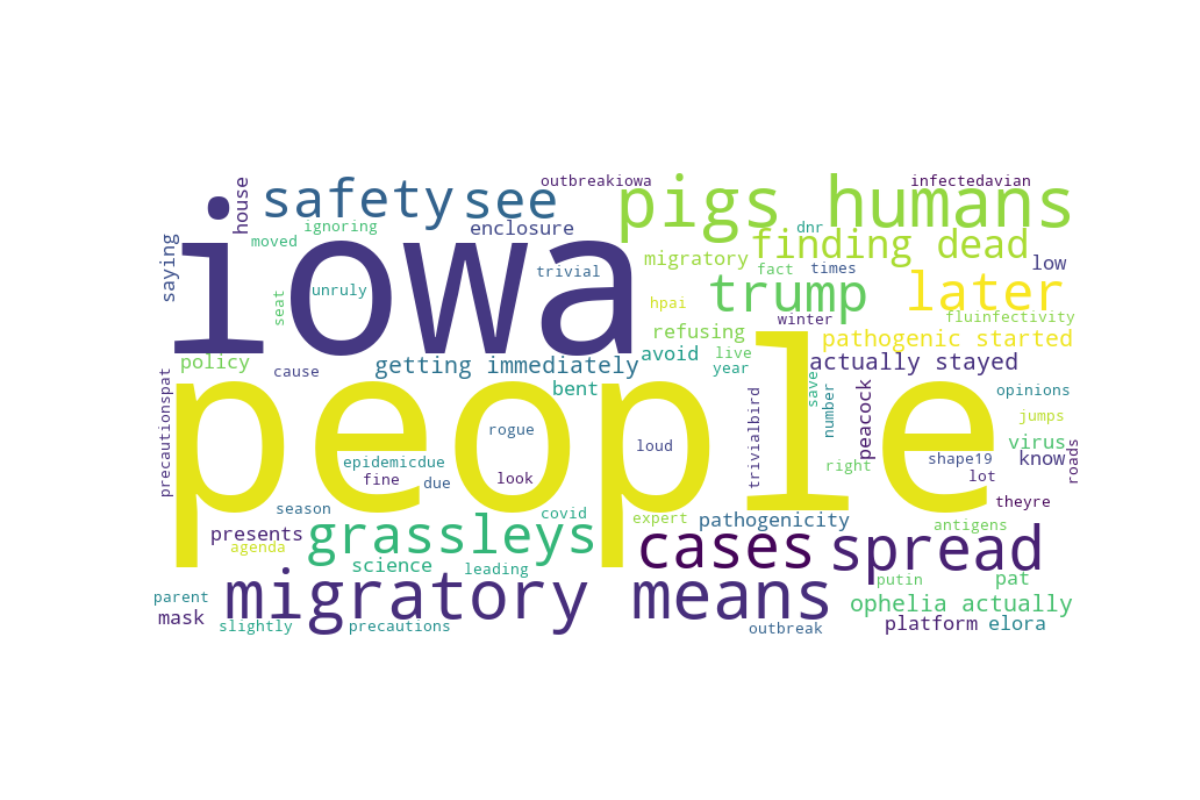 outbreakiowa
infectedavian
house
safety
see
pigs humans
ignoring
enclosure
dnr
moved
saying
iowa
finding dead
migratory
low
trivial
fact
times
unruly
seat
hpai
trump
later
winter
fluinfectivity
refusing
pathogenic started
policy
getting immediately
avoid
live
year
actually stayed
cause
bent
save
opinions
precautionspat
people
trivialbird
number
peacock
jumps
rogue
loud
virus
epidemicdue
right
shape19
know
roads
fine
due
look
lot
theyre
season
covid
expert
pathogenicity
antigens
presents
grassleys
agenda
cases
spread
science
leading
migratory means
putin
pat
parent
ophelia actually
mask
slightly
precautions
outbreak
platform
elora